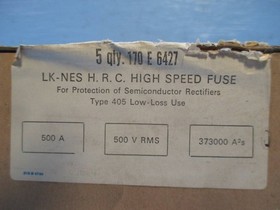 5 qty. 170 E 6427
LK-NES H. R. C. HIGH SPEED FUSE
For Protection of Semiconductor Rectifiers
Type 405 Low-Loss Use
500 A
500 V RMS
373000 A²s